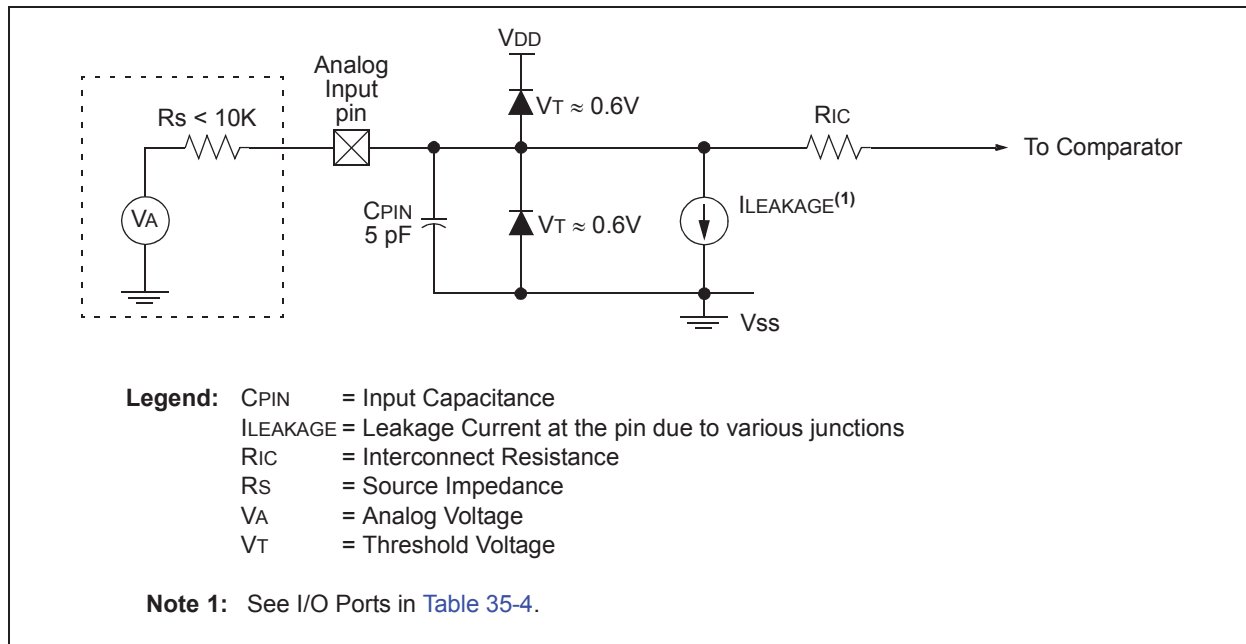 VDD
Analog
Input
pin
Rs < 10K
VT ≈ 0.6V
RIC
To Comparator
VA
CPIN
5 pF
VT ≈ 0.6V
ILEAKAGE(1)
Vss
Legend: CPIN = Input Capacitance
ILEAKAGE = Leakage Current at the pin due to various junctions
RIC = Interconnect Resistance
RS = Source Impedance
VA = Analog Voltage
VT = Threshold Voltage
Note 1: See I/O Ports in Table 35-4.